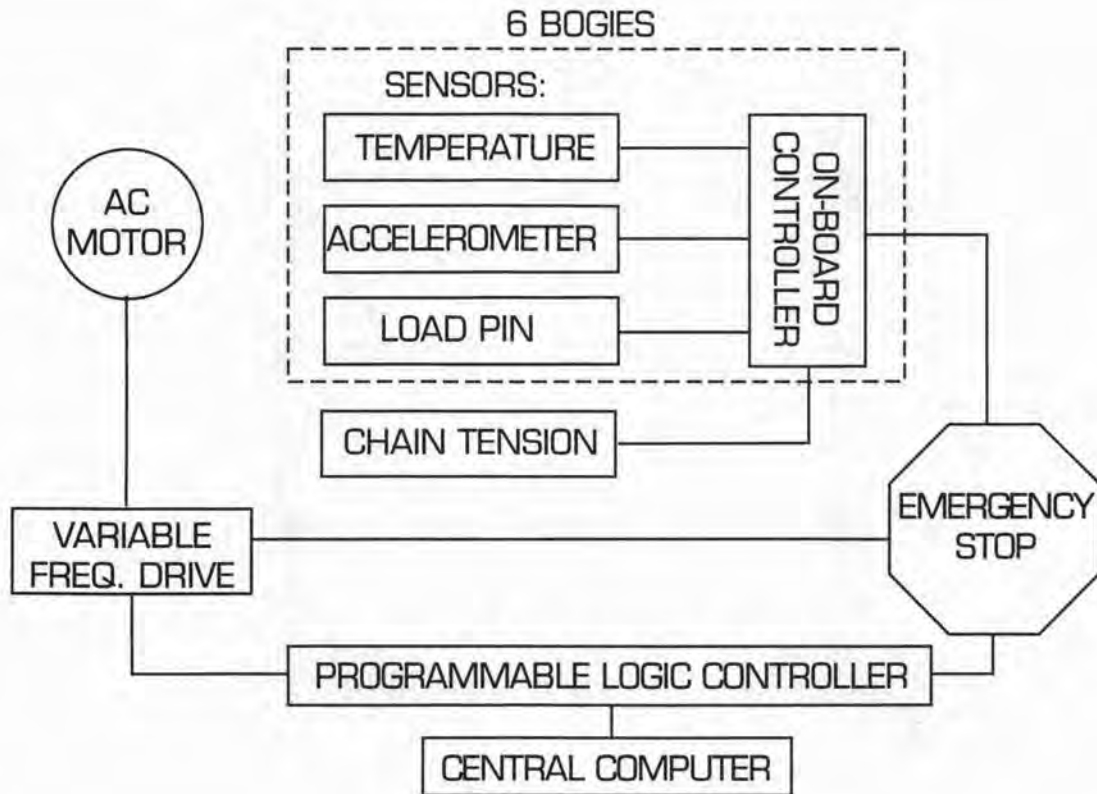 6 BOGIES
SENSORS:
TEMPERATURE
ACCELEROMETER
LOAD PIN
ON-BOARD
CONTROLLER
AC
MOTOR
CHAIN TENSION
EMERGENCY
STOP
VARIABLE
FREQ. DRIVE
PROGRAMMABLE LOGIC CONTROLLER
CENTRAL COMPUTER